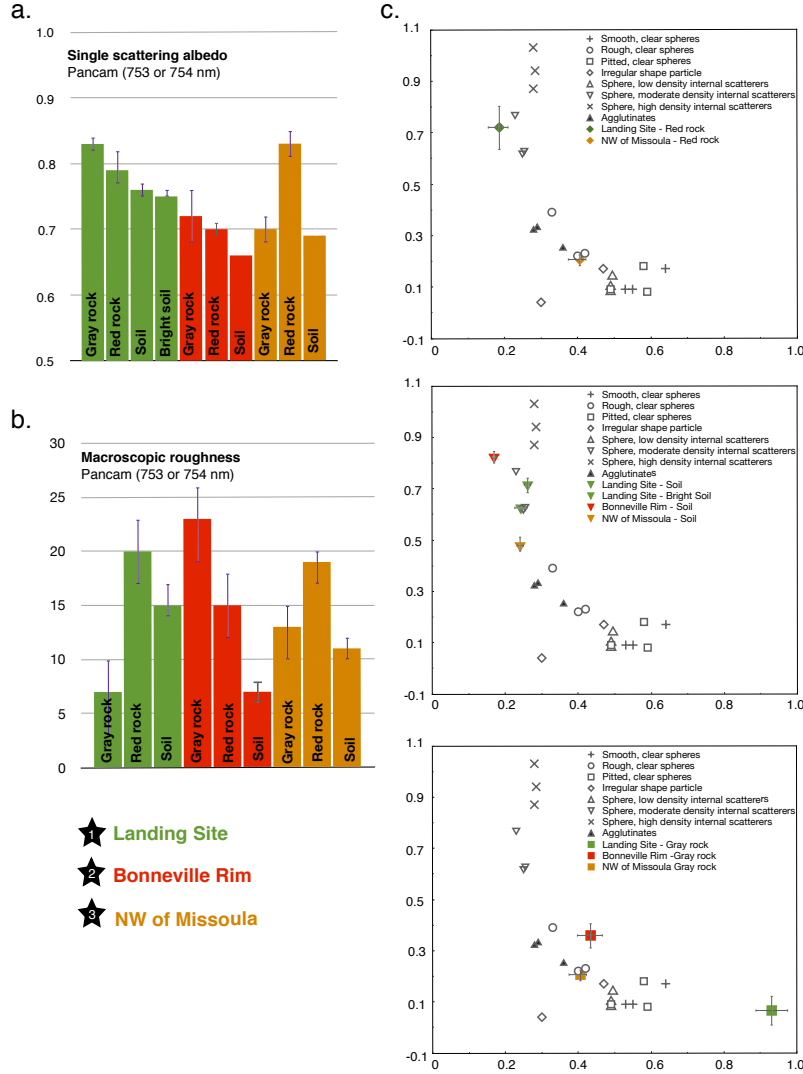 a.
1.0
Single scattering albedo
Pancam (753 or 754 nm)
0.9
0.8
0.7
0.6
0.5
Gray rock
Red rock
Soil
Bright soil
Gray rock
Red rock
Soil
Gray rock
Red rock
Soil
b.
30
Macroscopic roughness
Pancam (753 or 754 nm)
25
20
15
10
5
0
Gray rock
Red rock
Soil
Gray rock
Red rock
Soil
Gray rock
Red rock
Soil
1 Landing Site
2 Bonneville Rim
3 NW of Missoula
c.
1.1
0.9
0.7
0.5
0.3
0.1
-0.1
0
0.2
0.4
0.6
0.8
1.0
Smooth, clear spheres
Rough, clear spheres
Pitted, clear spheres
Irregular shape particle
Sphere, low density internal scatterers
Sphere, moderate density internal scatterers
Sphere, high density internal scatterers
Agglutinates
Landing Site - Red rock
NW of Missoula - Red rock
1.1
0.9
0.7
0.5
0.3
0.1
-0.1
0
0.2
0.4
0.6
0.8
1.0
Smooth, clear spheres
Rough, clear spheres
Pitted, clear spheres
Irregular shape particle
Sphere, low density internal scatterers
Sphere, moderate density internal scatterers
Sphere, high density internal scatterers
Agglutinates
Landing Site - Soil
Landing Site - Bright Soil
Bonneville Rim - Soil
NW of Missoula - Soil
1.1
0.9
0.7
0.5
0.3
0.1
-0.1
0
0.2
0.4
0.6
0.8
1.0
Smooth, clear spheres
Rough, clear spheres
Pitted, clear spheres
Irregular shape particle
Sphere, low density internal scatterers
Sphere, moderate density internal scatterers
Sphere, high density internal scatterers
Agglutinates
Landing Site - Gray rock
Bonneville Rim -Gray rock
NW of Missoula Gray rock